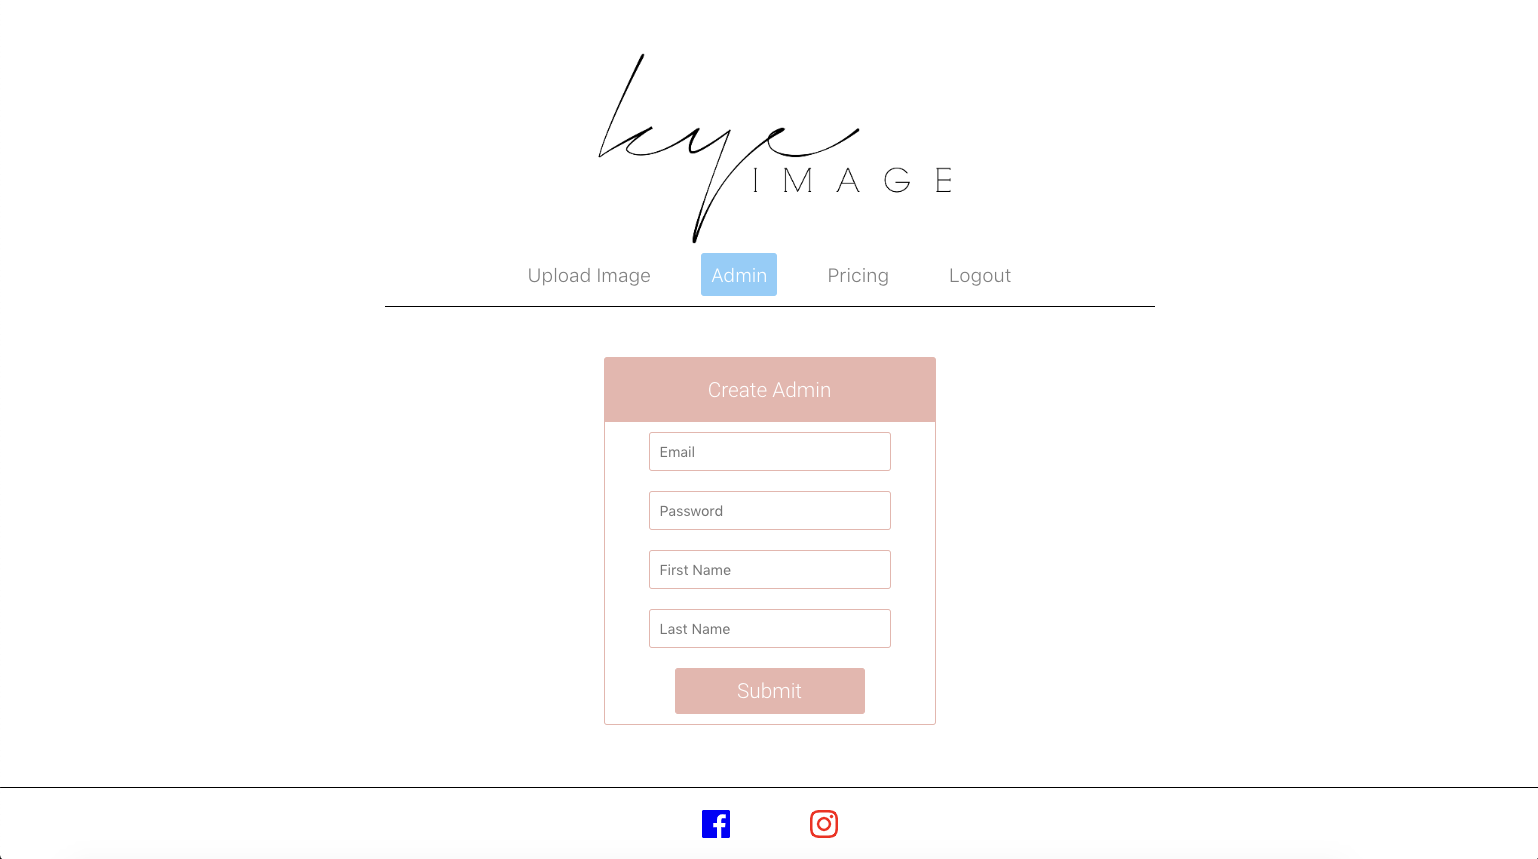 kye
IMAGE
Upload Image Admin Pricing Logout
Create Admin
Email
Password
First Name
Last Name
Submit